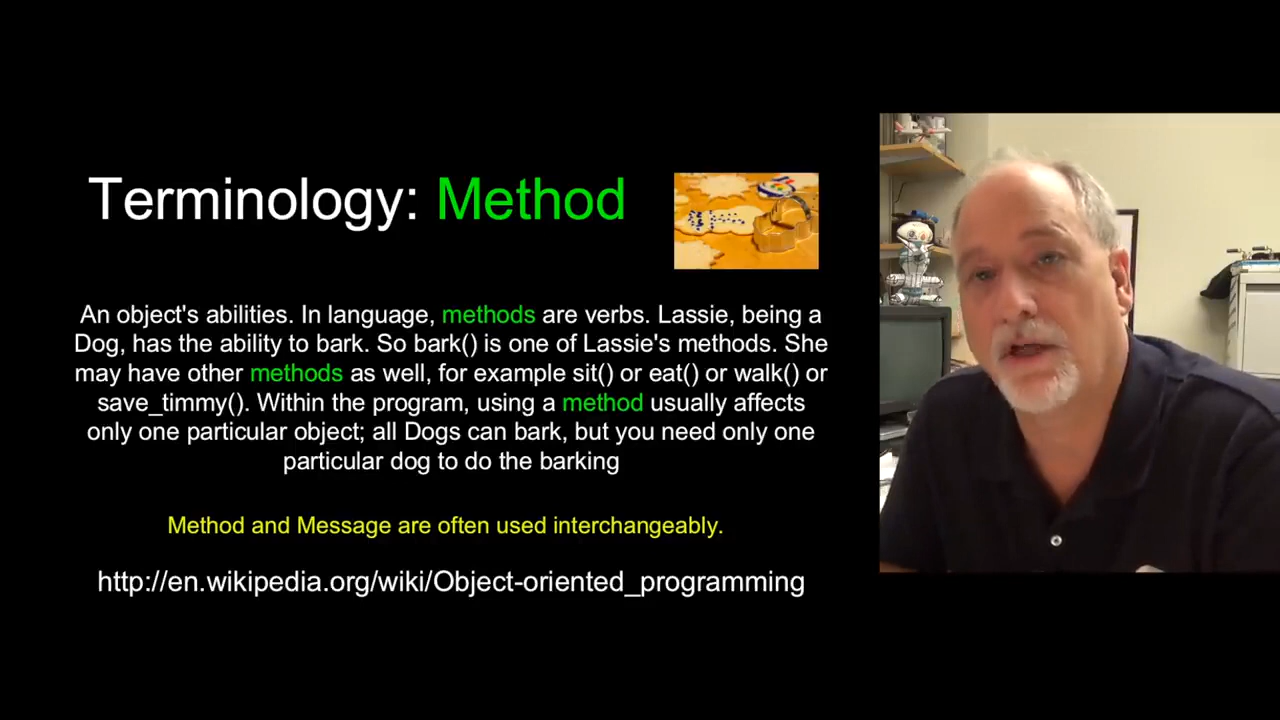 Terminology: Method
An object's abilities. In language, methods are verbs. Lassie, being a
Dog, has the ability to bark. So bark() is one of Lassie's methods. She
may have other methods as well, for example sit() or eat() or walk() or
save_timmy(). Within the program, using a method usually affects
only one particular object; all Dogs can bark, but you need only one
particular dog to do the barking
Method and Message are often used interchangeably.
http://en.wikipedia.org/wiki/Object-oriented_programming